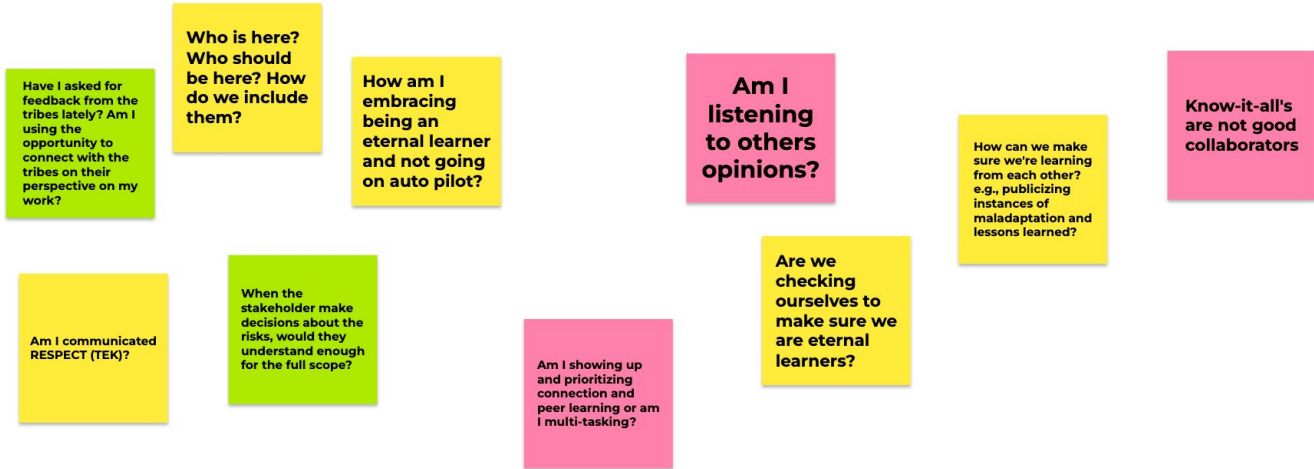 Have I asked for
feedback from the
tribes lately? Am I
using the
opportunity to
connect with the
tribes on their
perspective on my
work?
Who is here?
Who should
be here? How
do we include
them?
How am I
embracing
being an
eternal learner
and not going
on auto pilot?
Am I
listening
to others
opinions?
How can we make
sure we're learning
from each other?
e.g., publicizing
instances of
maladaptation and
lessons learned?
Know-it-all's
are not good
collaborators
Am I communicated
RESPECT (TEK)?
When the
stakeholder make
decisions about the
risks, would they
understand enough
for the full scope?
Am I showing up
and prioritizing
connection and
peer learning or am
I multi-tasking?
Are we
checking
ourselves to
make sure we
are eternal
learners?